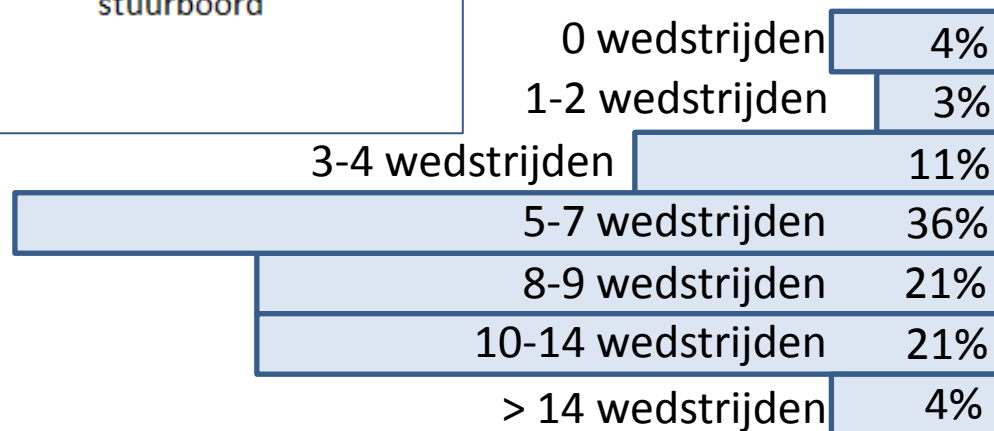 stuurboord
0 wedstrijden 4%
1-2 wedstrijden 3%
3-4 wedstrijden 11%
5-7 wedstrijden 36%
8-9 wedstrijden 21%
10-14 wedstrijden 21%
> 14 wedstrijden 4%